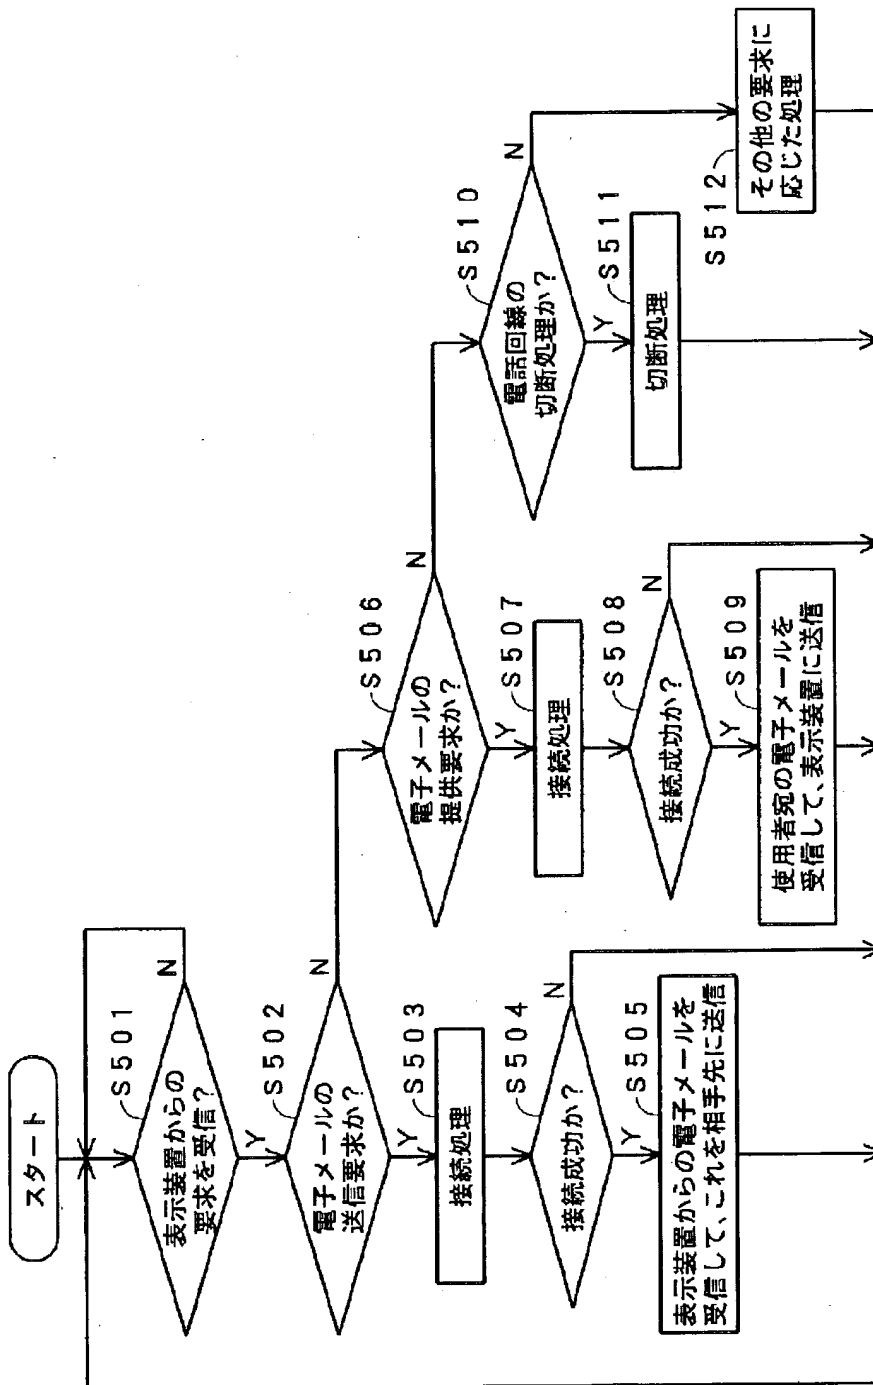 スタート
S501
表示装置からの
要求を受信?
N
Y
S502
電子メールの
送信要求か?
N
Y
S503
接続処理
S504
接続成功か?
N
Y
S505
表示装置からの電子メールを
受信して、これを相手先に送信
S506
電子メールの
提供要求か?
N
Y
S507
接続処理
S508
接続成功か?
N
Y
S509
使用者宛の電子メールを
受信して、表示装置に送信
S510
電話回線の
切断処理か?
N
Y
S511
切断処理
S512
その他の要求に
応じた処理